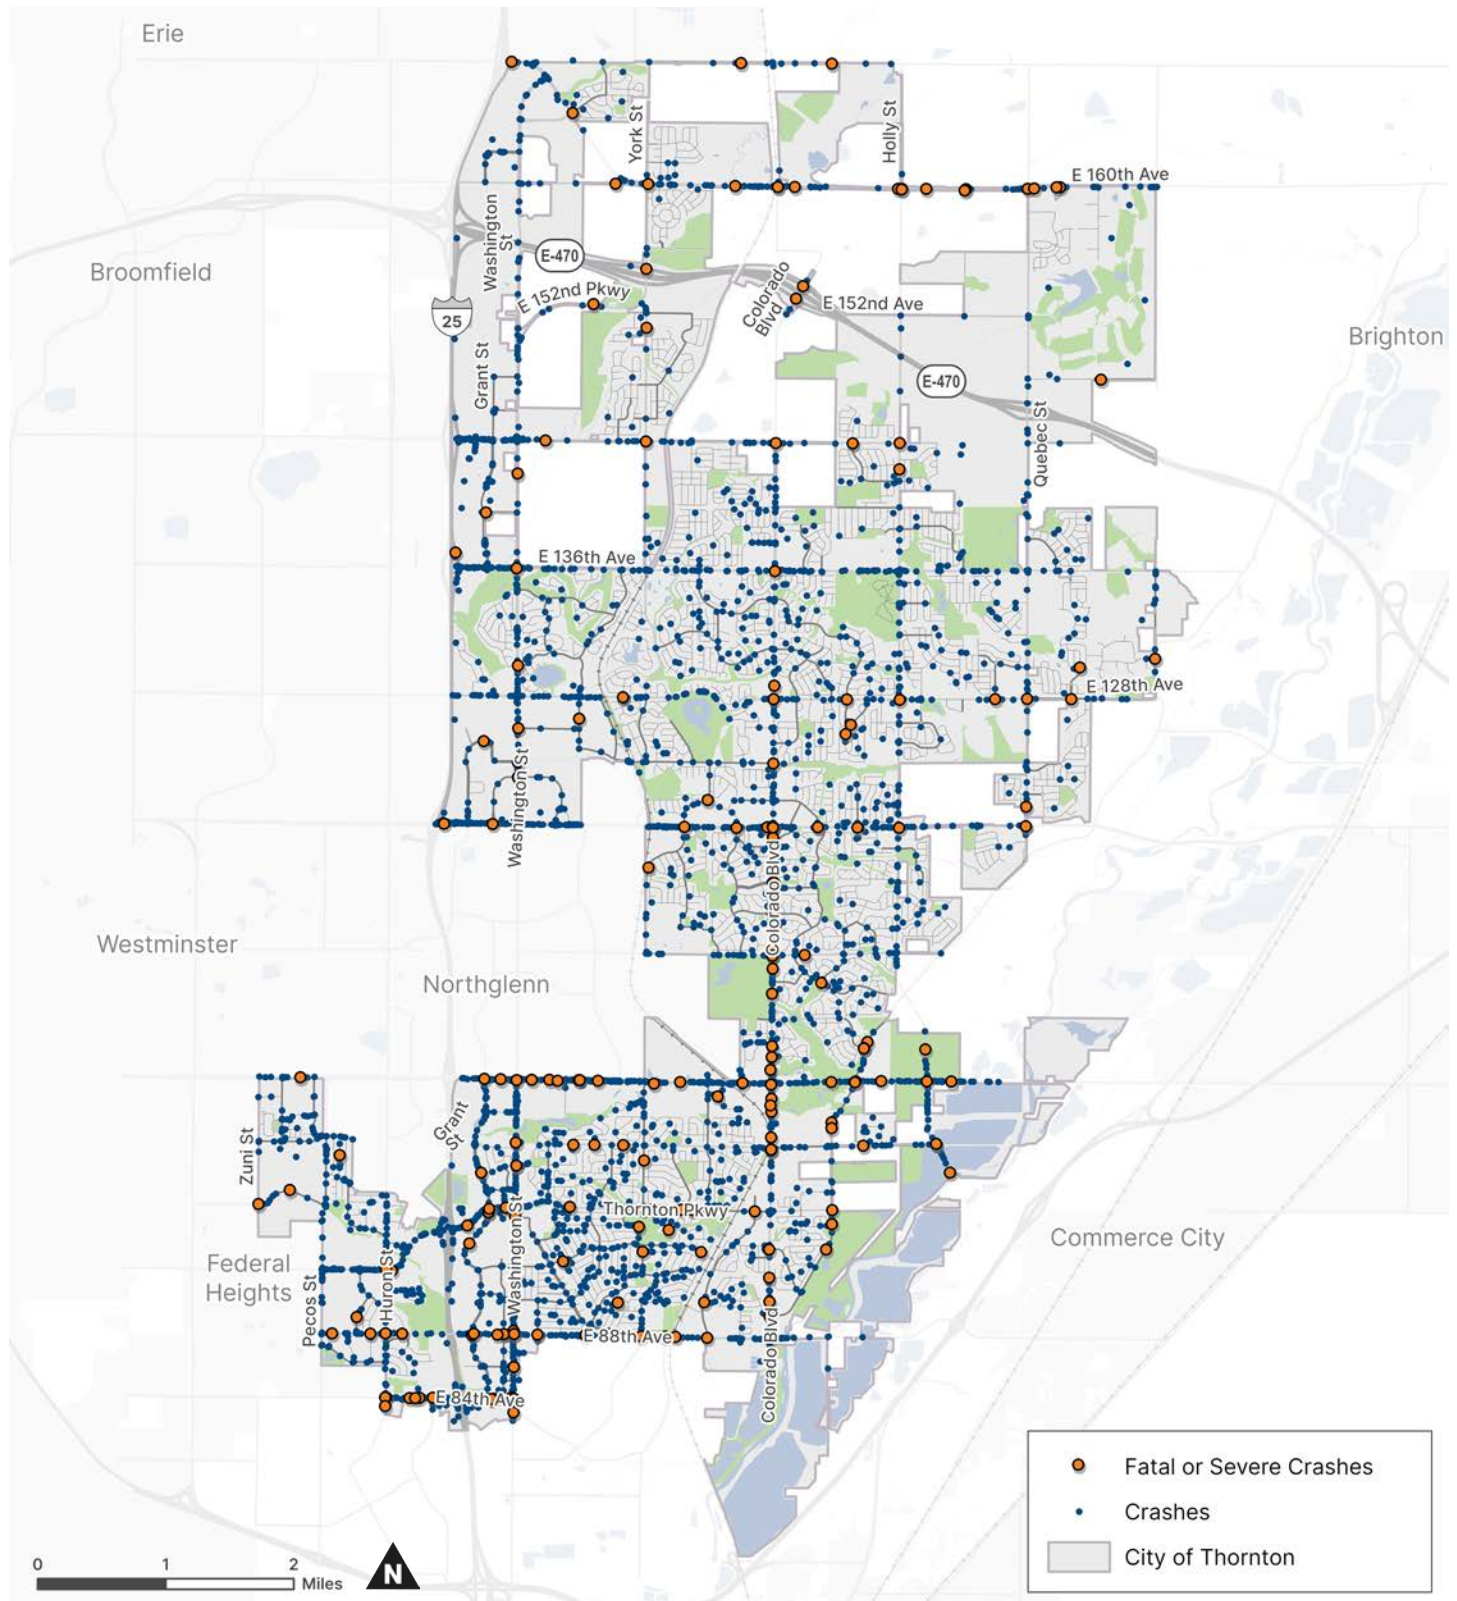 Erie
York St
Holly St
E 160th Ave
Washington
St
E-470
Broomfield
Colorado
Blvd
E 152nd Pkwy
E 152nd Ave
25
Brighton
Grant St
E-470
Quebec St
E 136th Ave
E 128th Ave
Washington St
Colorado Blvd
Westminster
Northglenn
Grant
St
Zuni St
Washington St
Thornton Pkwy
Commerce City
Federal
Heights
Huron St
Pecos St
E 88th Ave
Colorado Blvd
E 84th Ave
Fatal or Severe Crashes
Crashes
City of Thornton
0 1 2
Miles
N